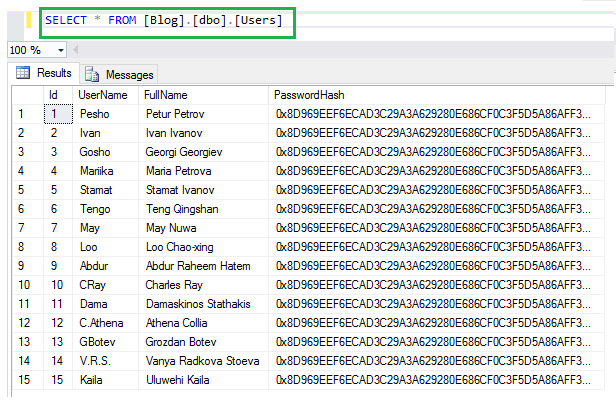 SELECT * FROM [Blog].[dbo].[Users]
100 %
Results Messages
Id UserName FullName PasswordHash
1 1 Pesho Petur Petrov 0x8D969EEF6ECAD3C29A3A629280E686CF0C3F5D5A86AFF3...
2 2 Ivan Ivan Ivanov 0x8D969EEF6ECAD3C29A3A629280E686CF0C3F5D5A86AFF3...
3 3 Gosho Georgi Georgiev 0x8D969EEF6ECAD3C29A3A629280E686CF0C3F5D5A86AFF3...
4 4 Mariika Maria Petrova 0x8D969EEF6ECAD3C29A3A629280E686CF0C3F5D5A86AFF3...
5 5 Stamat Stamat Ivanov 0x8D969EEF6ECAD3C29A3A629280E686CF0C3F5D5A86AFF3...
6 6 Tengo Teng Qingshan 0x8D969EEF6ECAD3C29A3A629280E686CF0C3F5D5A86AFF3...
7 7 May May Nuwa 0x8D969EEF6ECAD3C29A3A629280E686CF0C3F5D5A86AFF3...
8 8 Loo Loo Chao-xing 0x8D969EEF6ECAD3C29A3A629280E686CF0C3F5D5A86AFF3...
9 9 Abdur Abdur Raheem Hatem 0x8D969EEF6ECAD3C29A3A629280E686CF0C3F5D5A86AFF3...
10 10 CRay Charles Ray 0x8D969EEF6ECAD3C29A3A629280E686CF0C3F5D5A86AFF3...
11 11 Dama Damaskinos Stathakis 0x8D969EEF6ECAD3C29A3A629280E686CF0C3F5D5A86AFF3...
12 12 C.Athena Athena Collia 0x8D969EEF6ECAD3C29A3A629280E686CF0C3F5D5A86AFF3...
13 13 GBotev Grozdan Botev 0x8D969EEF6ECAD3C29A3A629280E686CF0C3F5D5A86AFF3...
14 14 V.R.S. Vanya Radkova Stoeva 0x8D969EEF6ECAD3C29A3A629280E686CF0C3F5D5A86AFF3...
15 15 Kaila Uluwehi Kaila 0x8D969EEF6ECAD3C29A3A629280E686CF0C3F5D5A86AFF3...